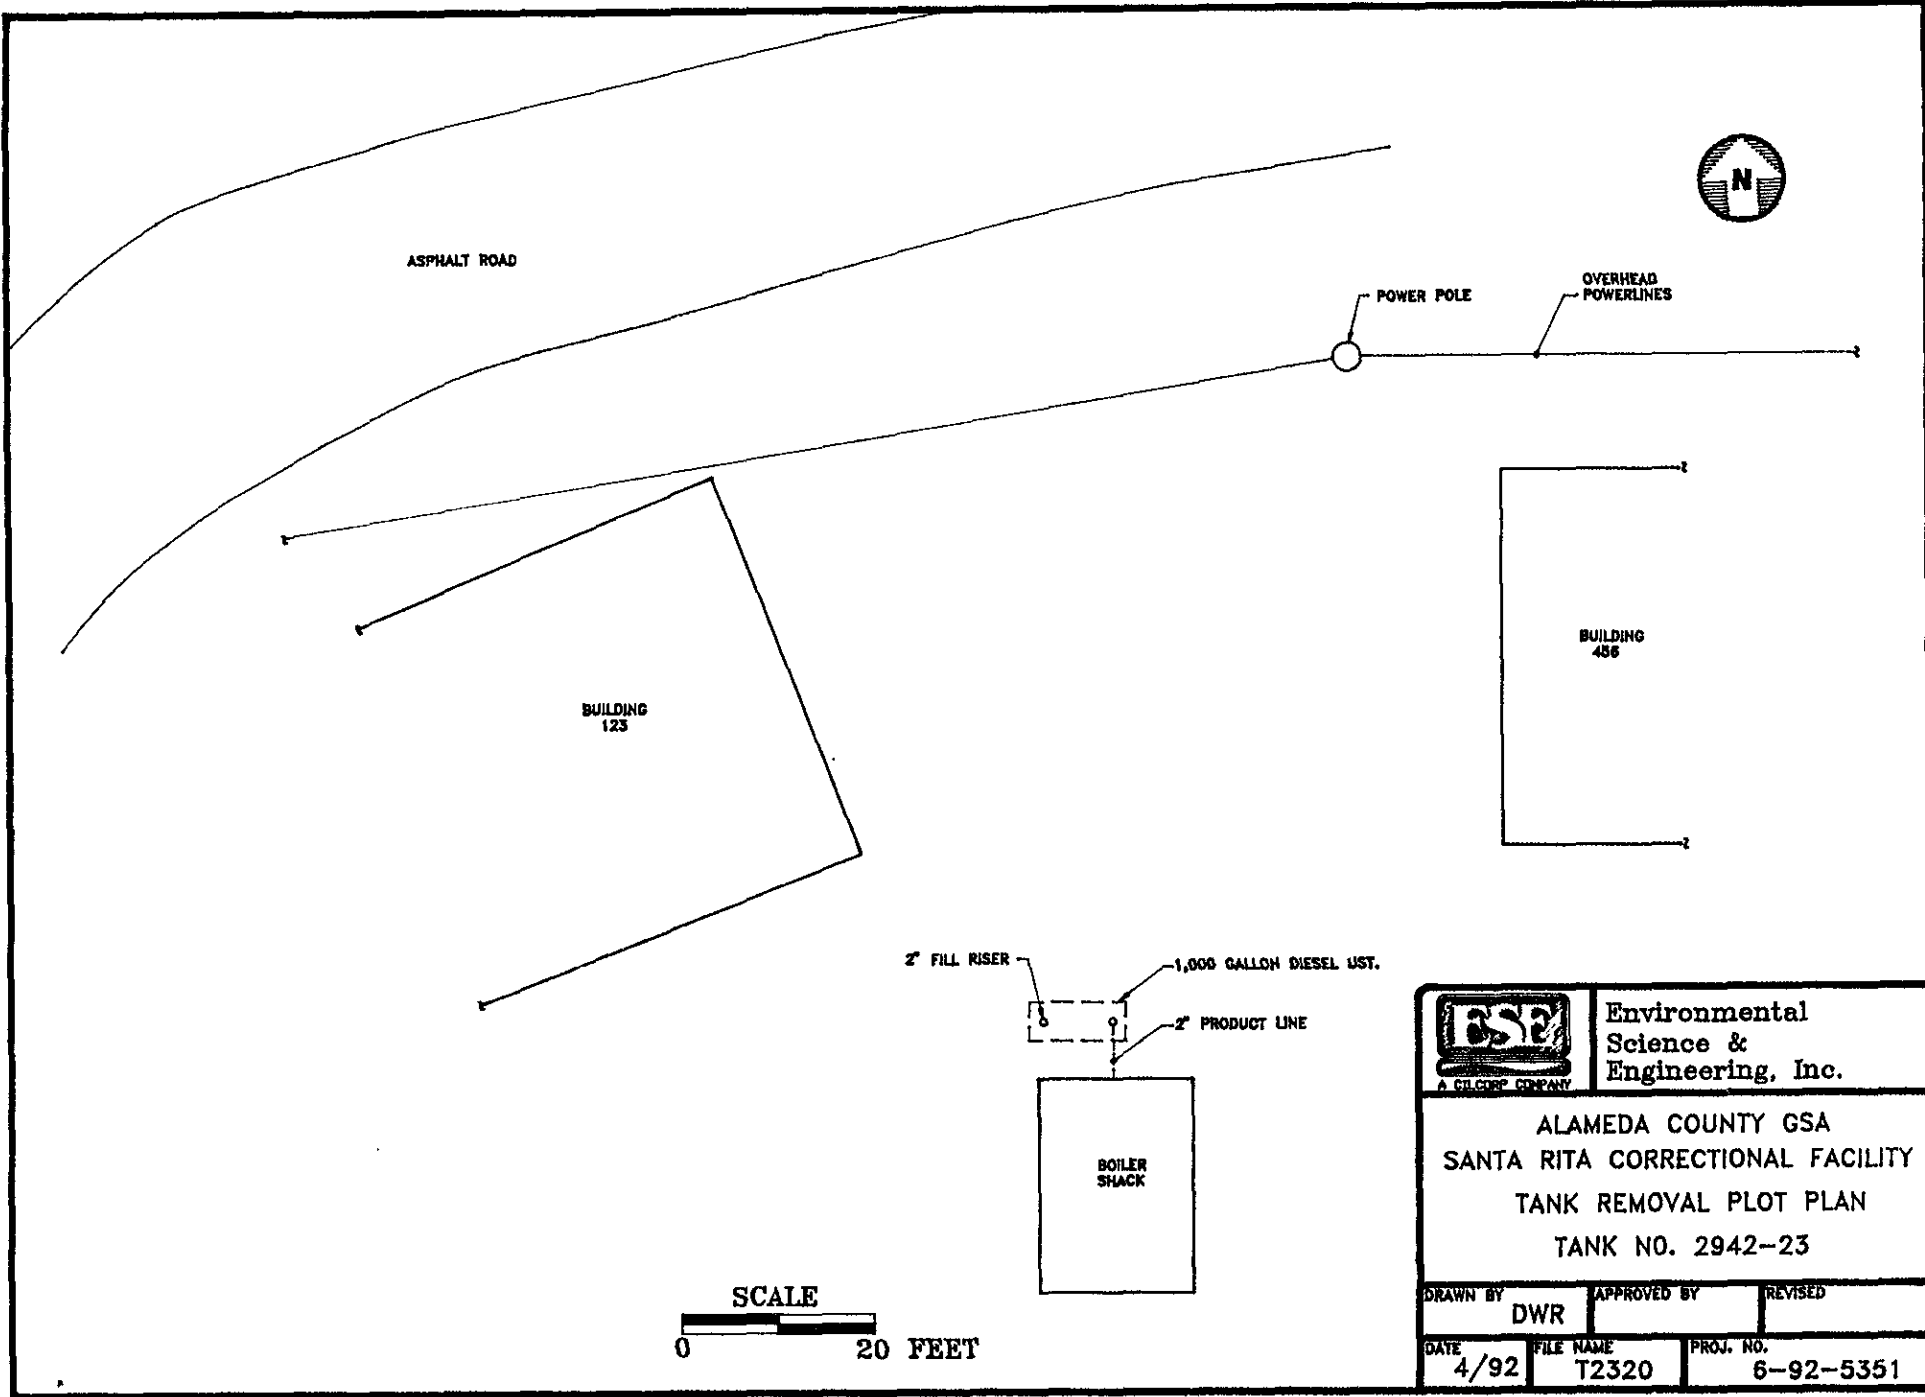 ASPHALT ROAD
N
POWER POLE
OVERHEAD
POWERLINES
BUILDING
123
BUILDING
456
2" FILL RISER
1,000 GALLON DIESEL UST.
2" PRODUCT LINE
BOILER
SHACK
SCALE
0 20 FEET
ESE
A CILCORP COMPANY
Environmental
Science &
Engineering, Inc.
ALAMEDA COUNTY GSA
SANTA RITA CORRECTIONAL FACILITY
TANK REMOVAL PLOT PLAN
TANK NO. 2942-23
DRAWN BY DWR
APPROVED BY
REVISED
DATE 4/92
FILE NAME T2320
PROJ. NO. 6-92-5351